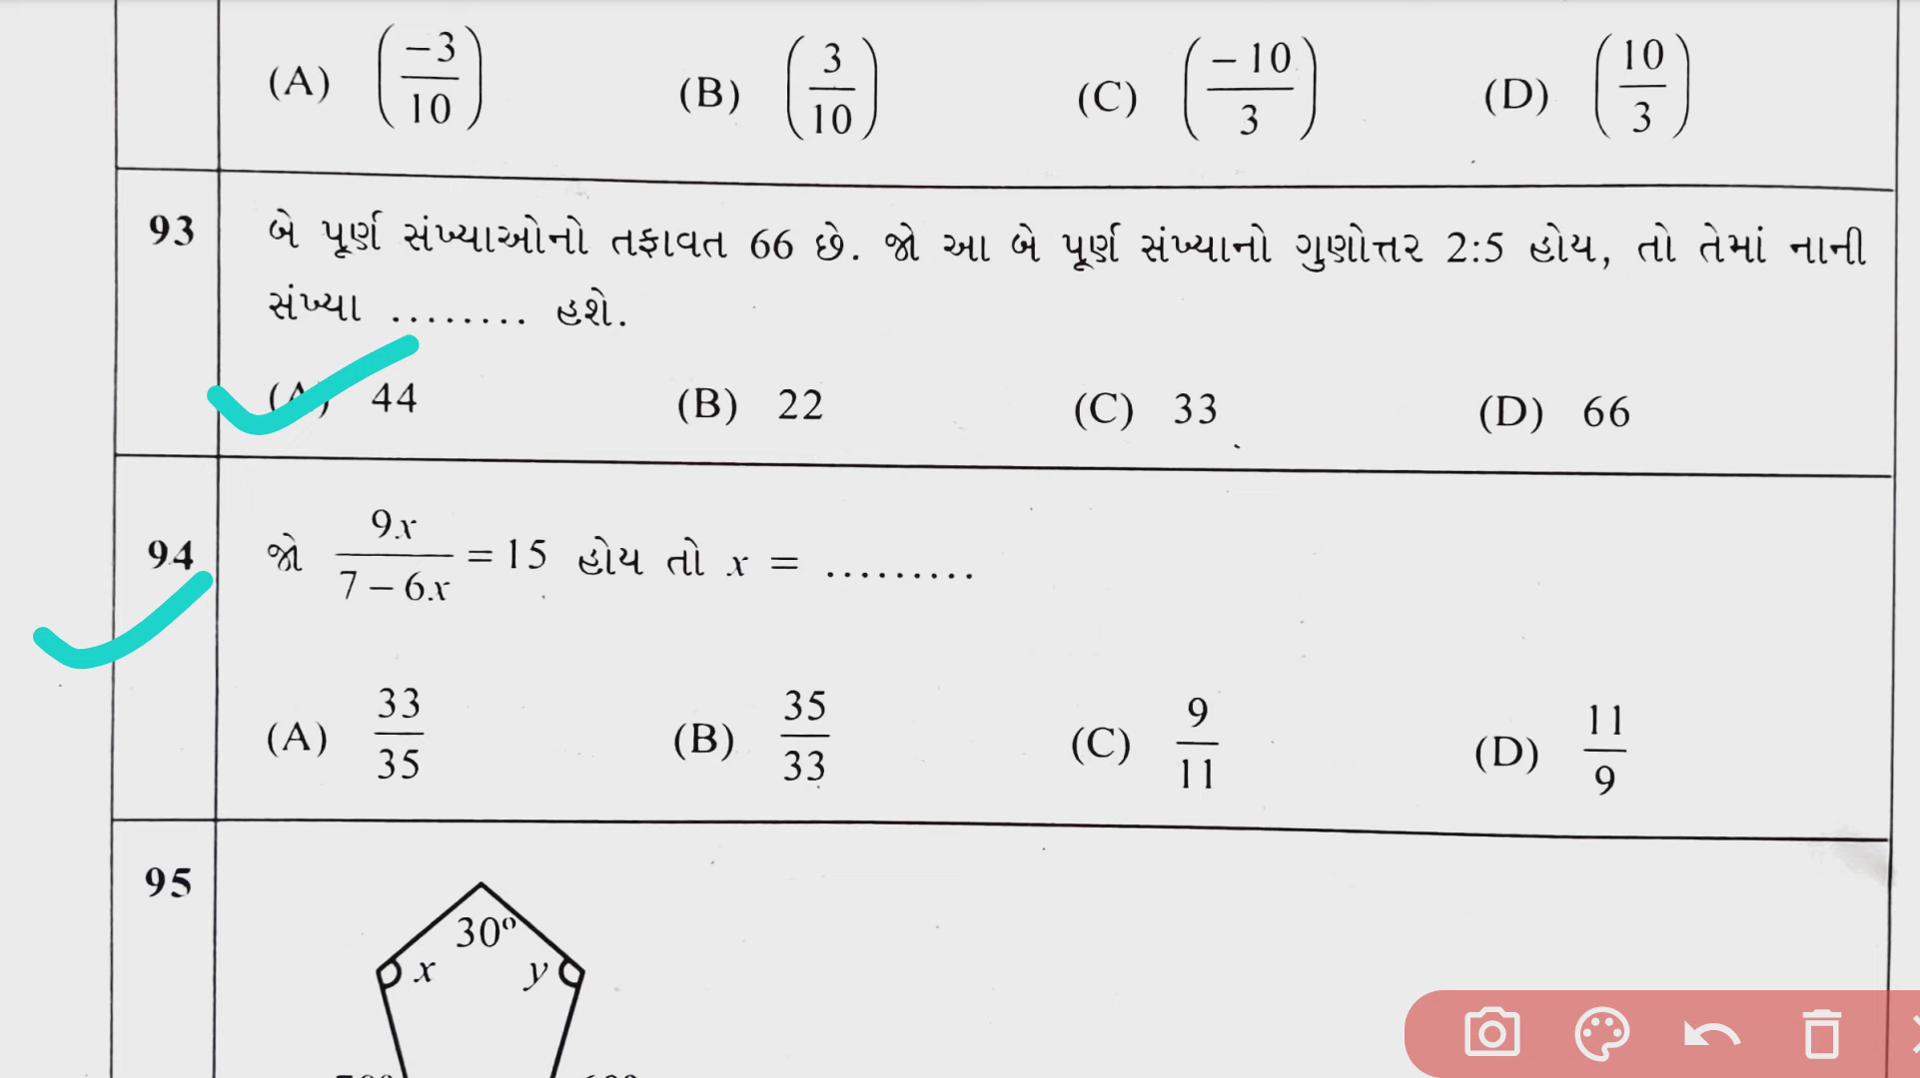 (A) (-3/10) (B) (3/10) (C) (-10/3) (D) (10/3)
93 બે પૂર્ણ સંખ્યાઓનો તફાવત 66 છે. જો આ બે પૂર્ણ સંખ્યાનો ગુણોત્તર 2:5 હોય, તો તેમાં નાની
સંખ્યા ........ હશે.
(A) 44 (B) 22 (C) 33 (D) 66
94 જો 9x/(7 – 6x) = 15 હોય તો x = .........
(A) 33/35 (B) 35/33 (C) 9/11 (D) 11/9
95
30°
x y